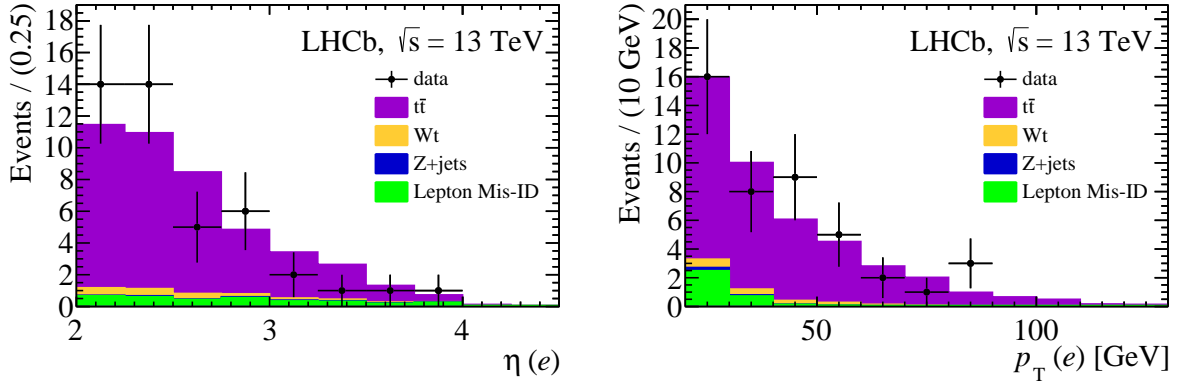 Events / (0.25)
18
16
14
12
10
8
6
4
2
0
LHCb, √s = 13 TeV
data
tt̄
Wt
Z+jets
Lepton Mis-ID
2 3 4
η (e)
Events / (10 GeV)
20
18
16
14
12
10
8
6
4
2
0
LHCb, √s = 13 TeV
data
tt̄
Wt
Z+jets
Lepton Mis-ID
50 100
p_T (e) [GeV]